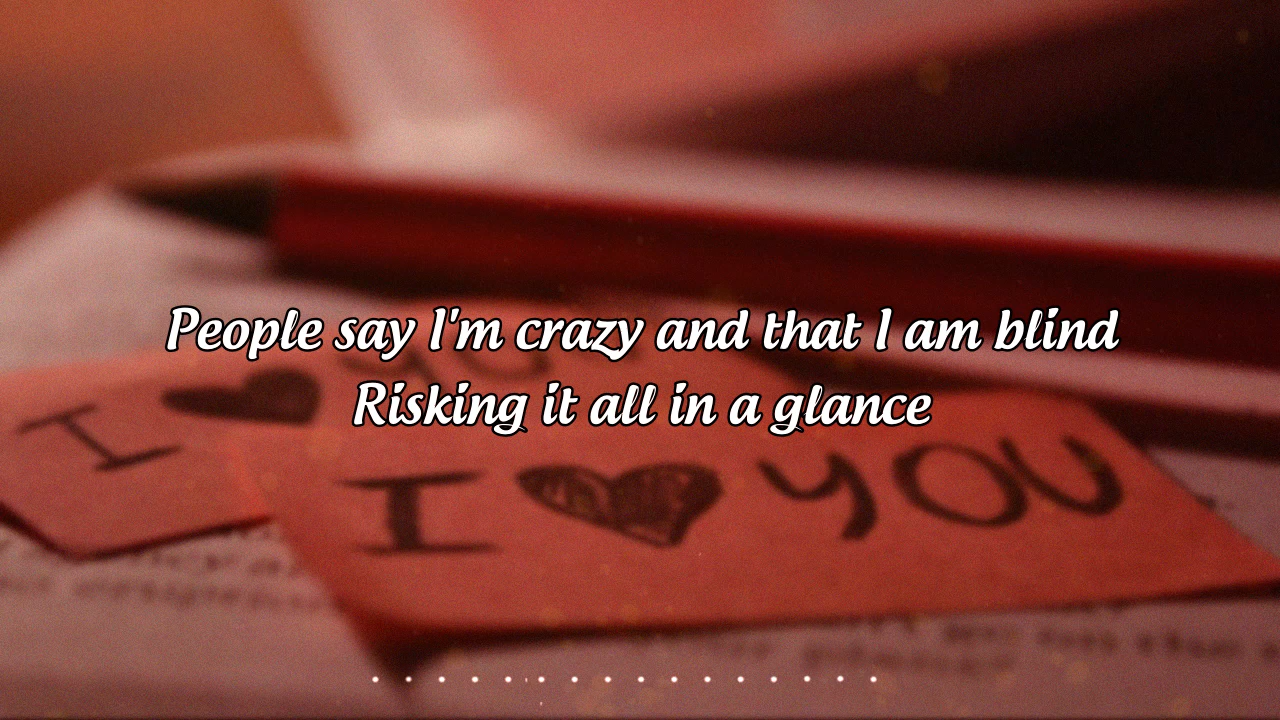 People say I'm crazy and that I am blind
Risking it all in a glance
I ♥ YOU
I ♥ YOU